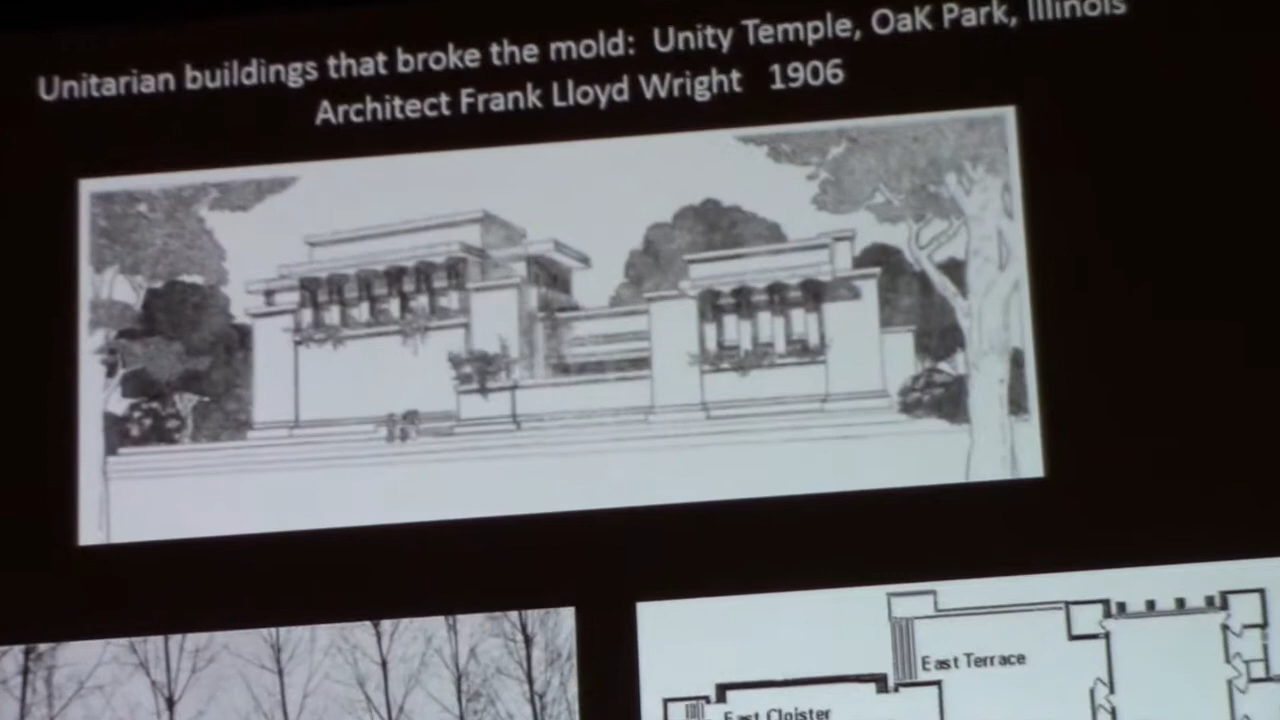 Unitarian buildings that broke the mold: Unity Temple, OaK Park, Illinois
Architect Frank Lloyd Wright 1906
East Terrace
East Cloister